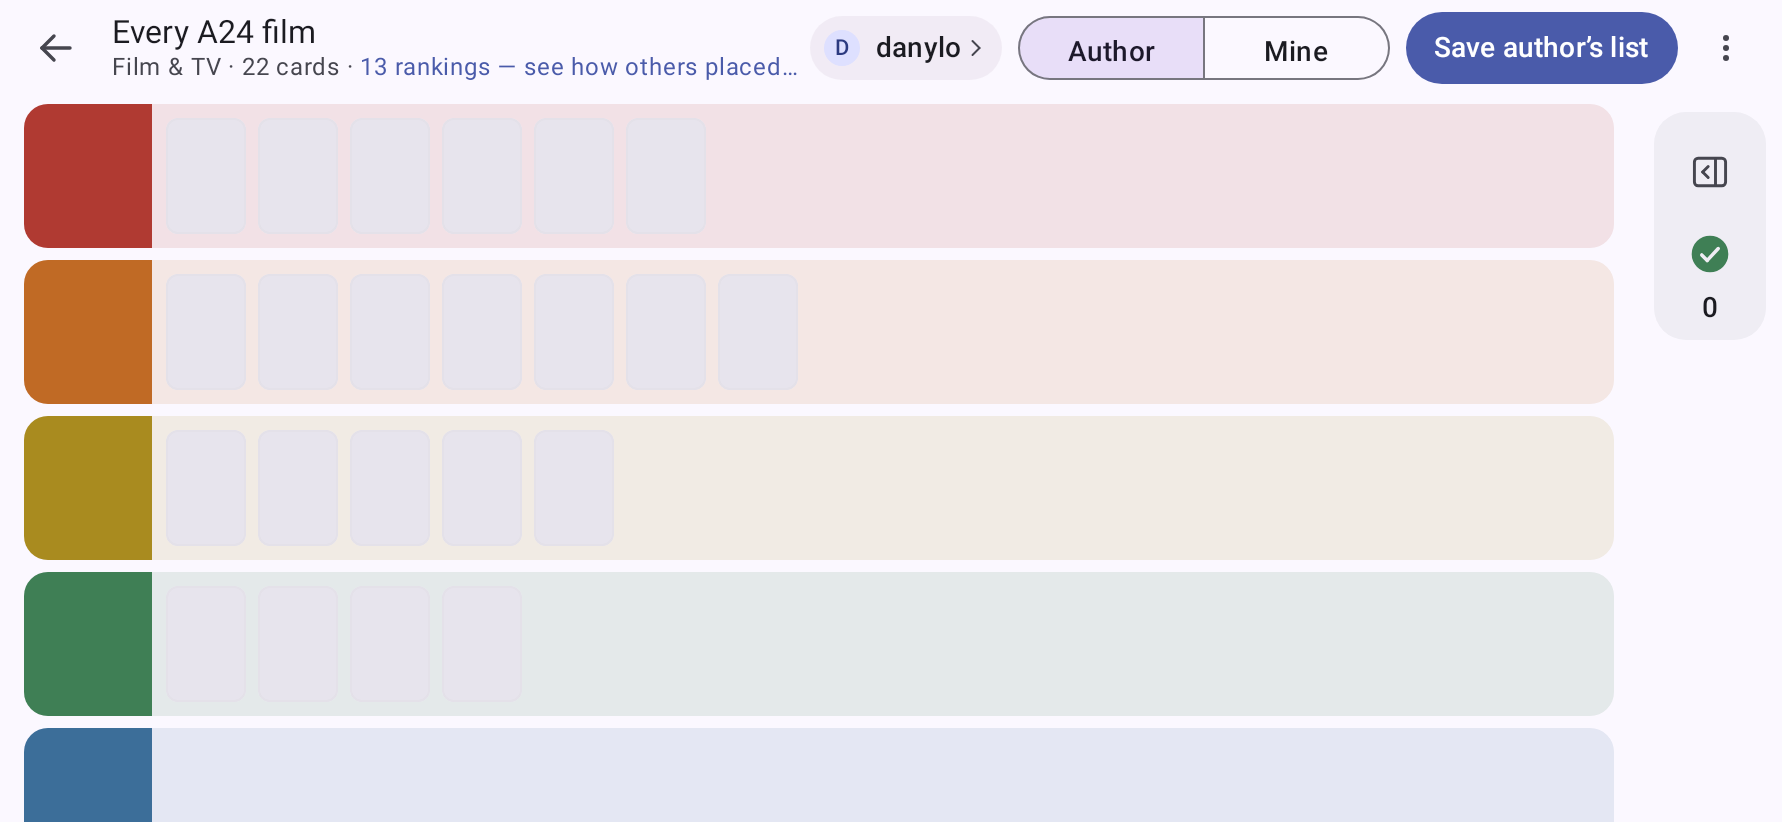 Every A24 film
Film & TV · 22 cards · 13 rankings — see how others placed…
D danylo
Author
Mine
Save author’s list
0